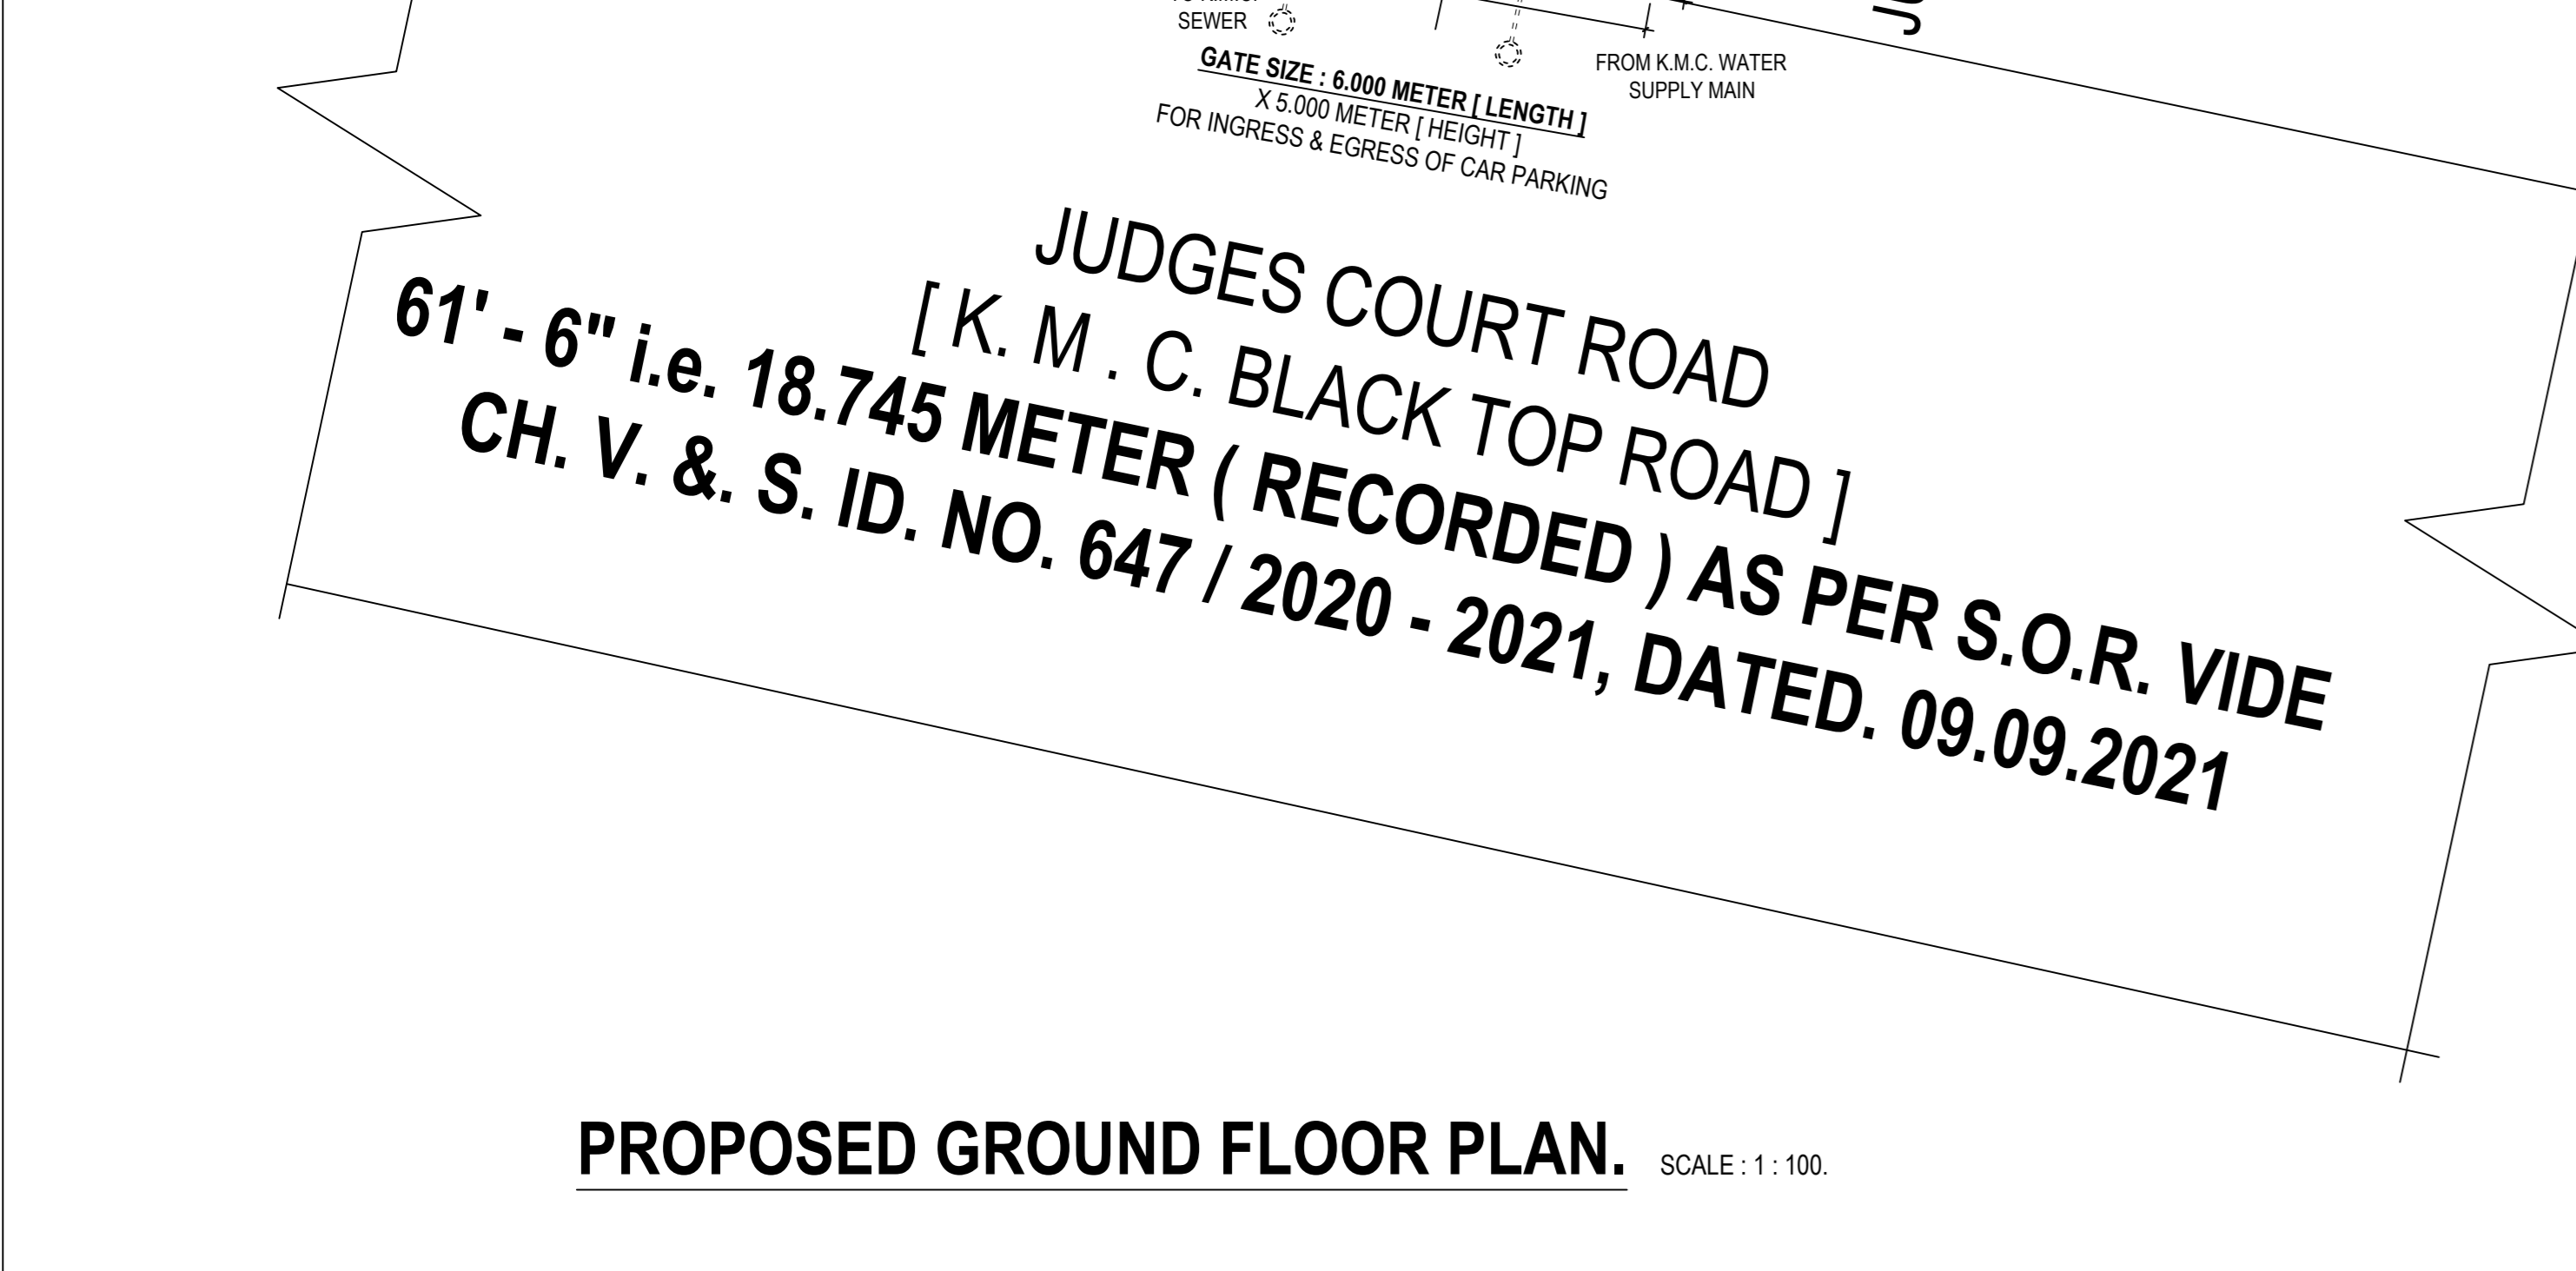 SEWER
FROM K.M.C. WATER
SUPPLY MAIN
GATE SIZE : 6.000 METER [ LENGTH ]
X 5.000 METER [ HEIGHT ]
FOR INGRESS & EGRESS OF CAR PARKING
JUDGES COURT ROAD
[ K. M . C. BLACK TOP ROAD ]
61' - 6" i.e. 18.745 METER ( RECORDED ) AS PER S.O.R. VIDE
CH. V. &. S. ID. NO. 647 / 2020 - 2021, DATED. 09.09.2021
PROPOSED GROUND FLOOR PLAN. SCALE : 1 : 100.